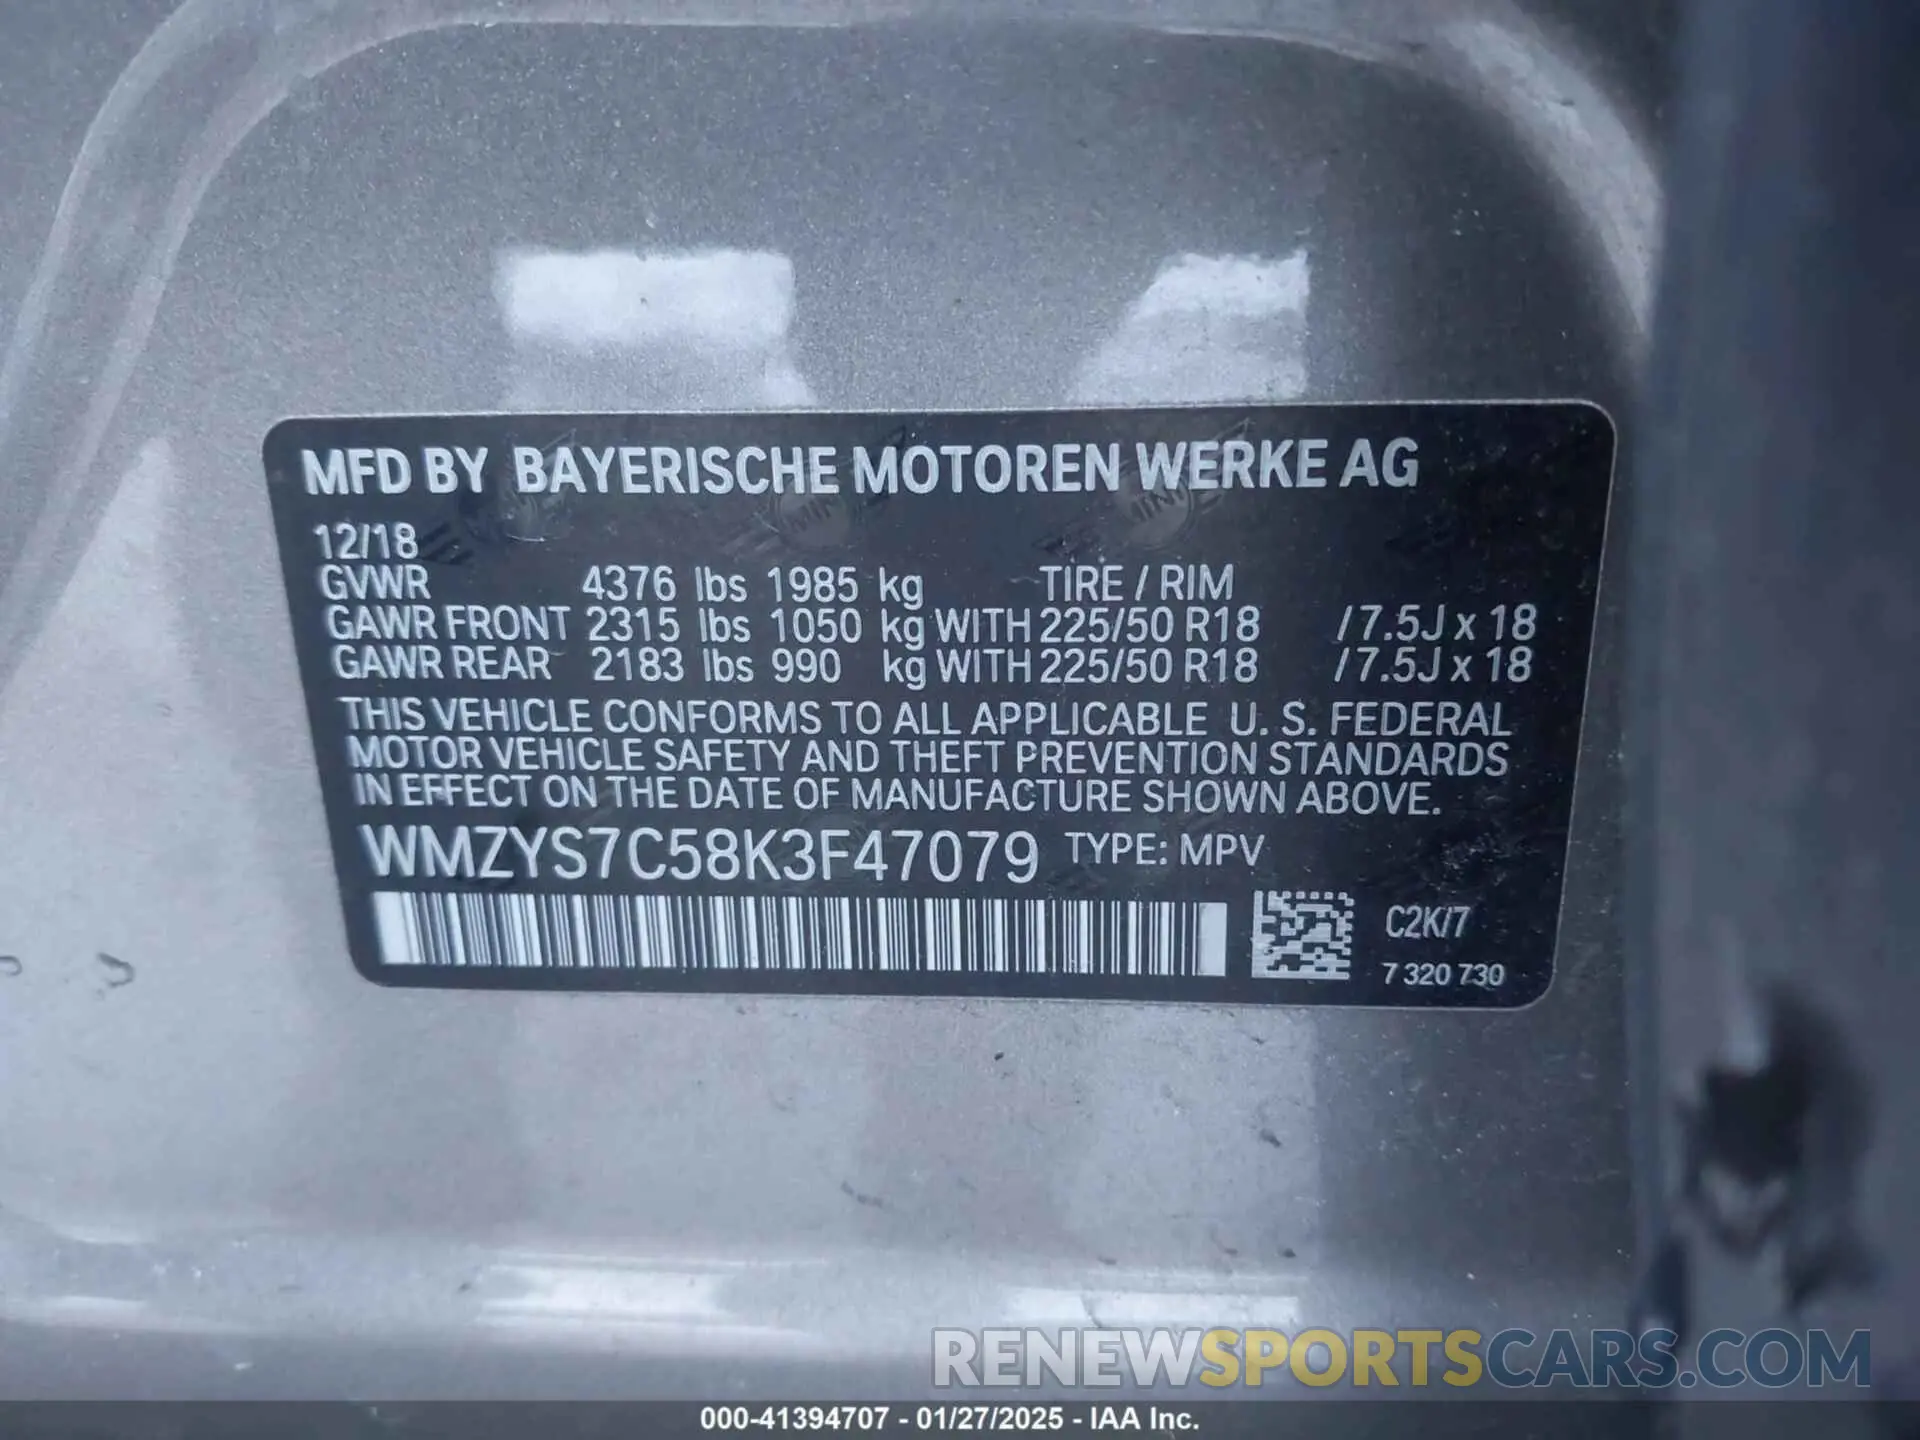 MFD BY BAYERISCHE MOTOREN WERKE AG
12/18
GVWR 4376 lbs 1985 kg TIRE / RIM
GAWR FRONT 2315 lbs 1050 kg WITH 225/50 R18 /7.5J x 18
GAWR REAR 2183 lbs 990 kg WITH 225/50 R18 /7.5J x 18
THIS VEHICLE CONFORMS TO ALL APPLICABLE U. S. FEDERAL
MOTOR VEHICLE SAFETY AND THEFT PREVENTION STANDARDS
IN EFFECT ON THE DATE OF MANUFACTURE SHOWN ABOVE.
WMZYS7C58K3F47079 TYPE: MPV
C2K/7
7 320 730
RENEWSPORTSCARS.COM
000-41394707 - 01/27/2025 - IAA Inc.